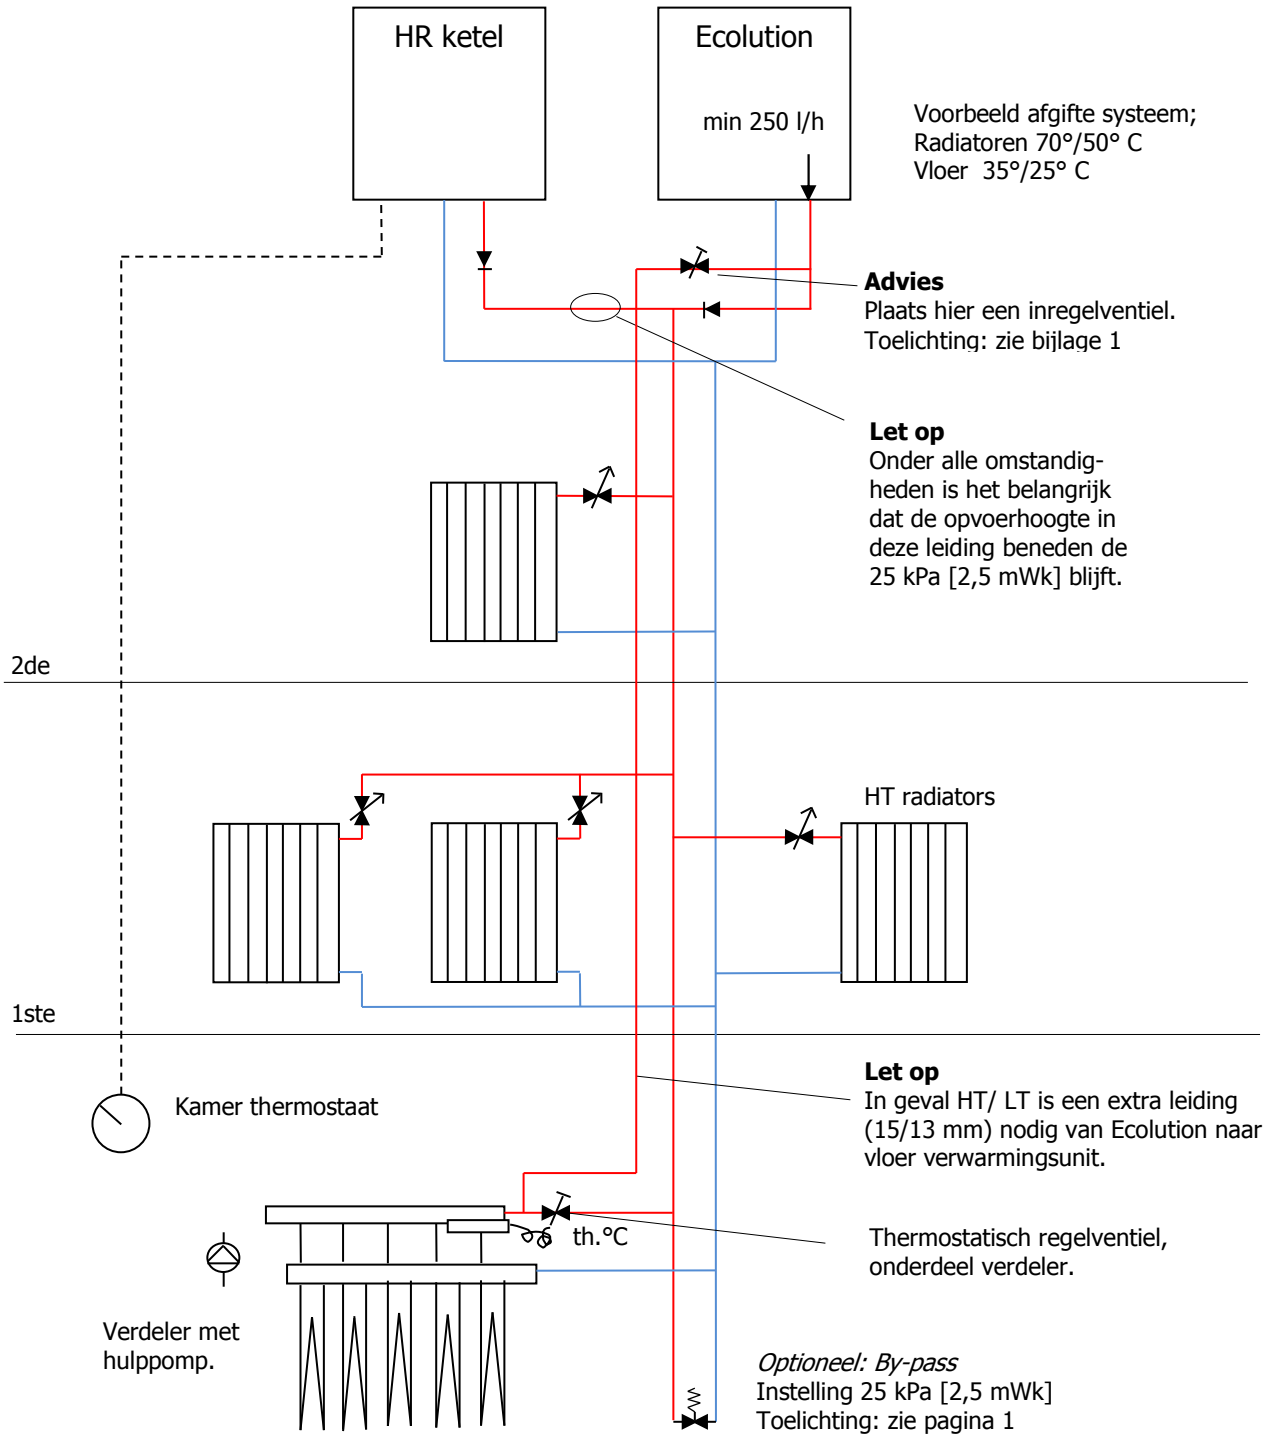 HR ketel
Ecolution
min 250 l/h
Voorbeeld afgifte systeem;
Radiatoren 70°/50° C
Vloer 35°/25° C
Advies
Plaats hier een inregelventiel.
Toelichting: zie bijlage 1
Let op
Onder alle omstandig-
heden is het belangrijk
dat de opvoerhoogte in
deze leiding beneden de
25 kPa [2,5 mWk] blijft.
2de
HT radiators
1ste
Kamer thermostaat
Let op
In geval HT/ LT is een extra leiding
(15/13 mm) nodig van Ecolution naar
vloer verwarmingsunit.
th.°C
Thermostatisch regelventiel,
onderdeel verdeler.
Verdeler met
hulppomp.
Optioneel: By-pass
Instelling 25 kPa [2,5 mWk]
Toelichting: zie pagina 1